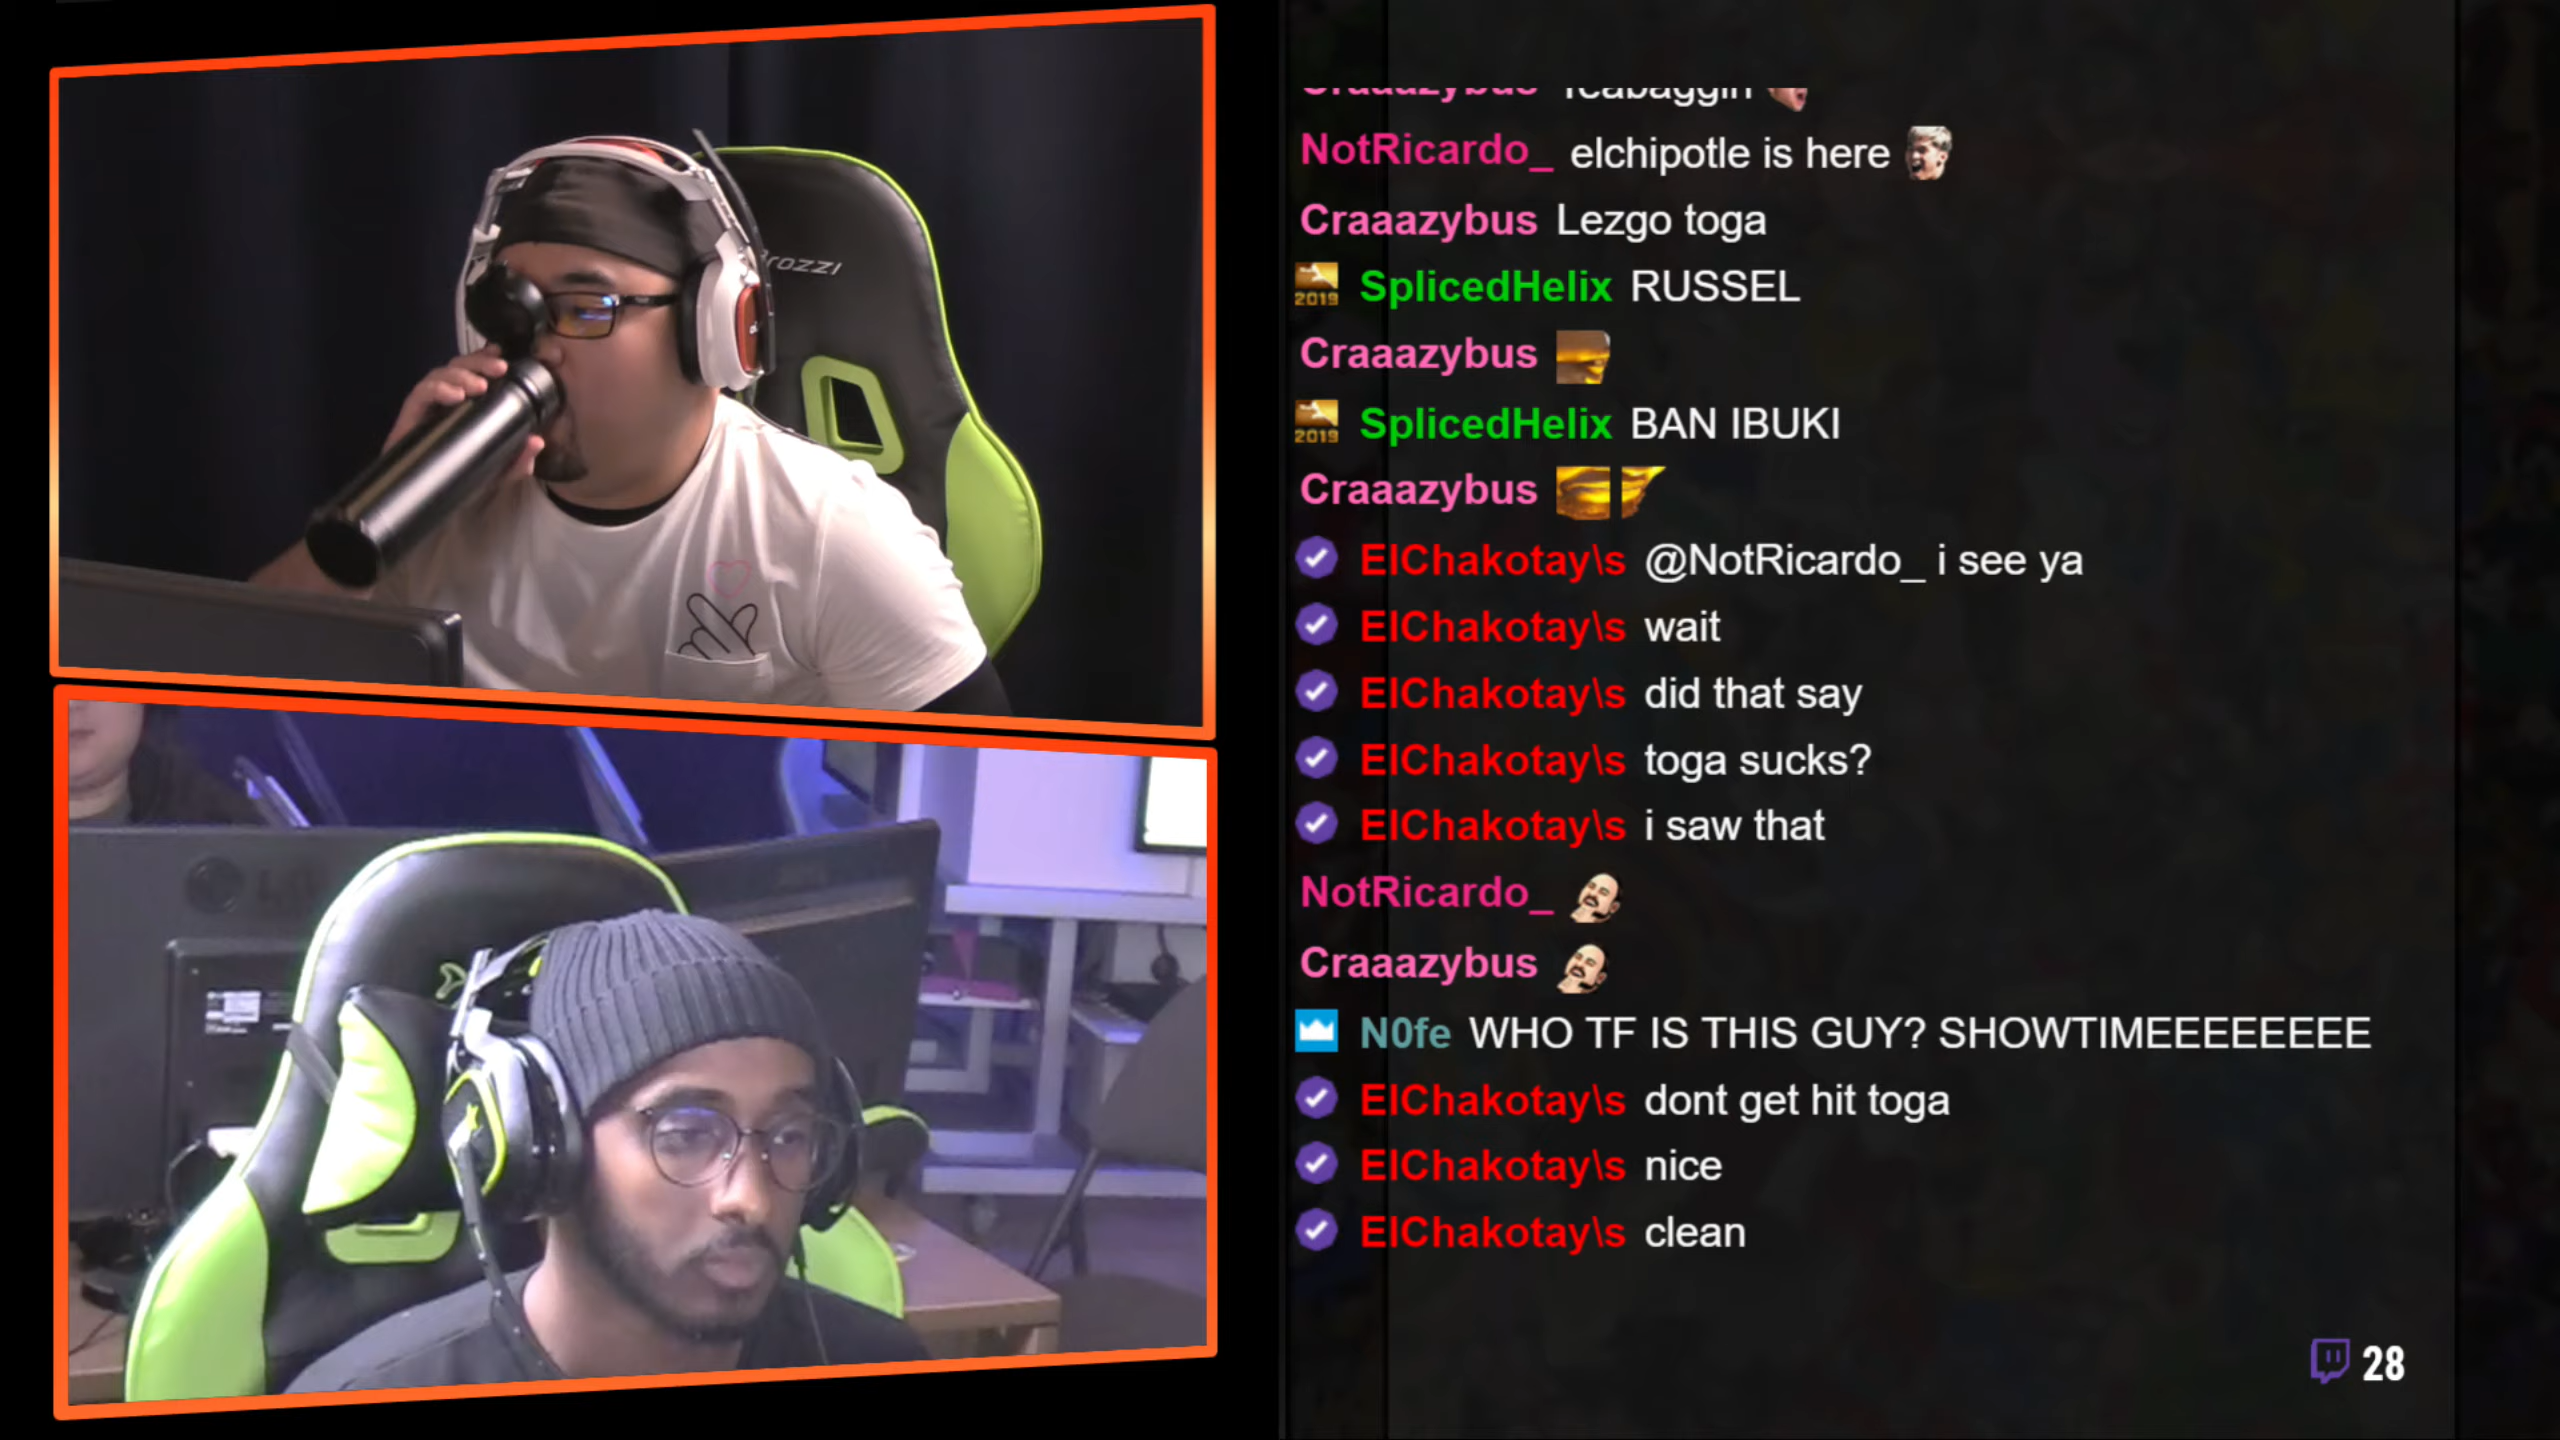 Craaazybus
NotRicardo_ elchipotle is here
Craaazybus Lezgo toga
2019 SplicedHelix RUSSEL
Craaazybus
2019 SplicedHelix BAN IBUKI
Craaazybus
ElChakotay\s @NotRicardo_ i see ya
ElChakotay\s wait
ElChakotay\s did that say
ElChakotay\s toga sucks?
ElChakotay\s i saw that
NotRicardo_
Craaazybus
N0fe WHO TF IS THIS GUY? SHOWTIMEEEEEEEE
ElChakotay\s dont get hit toga
ElChakotay\s nice
ElChakotay\s clean
28